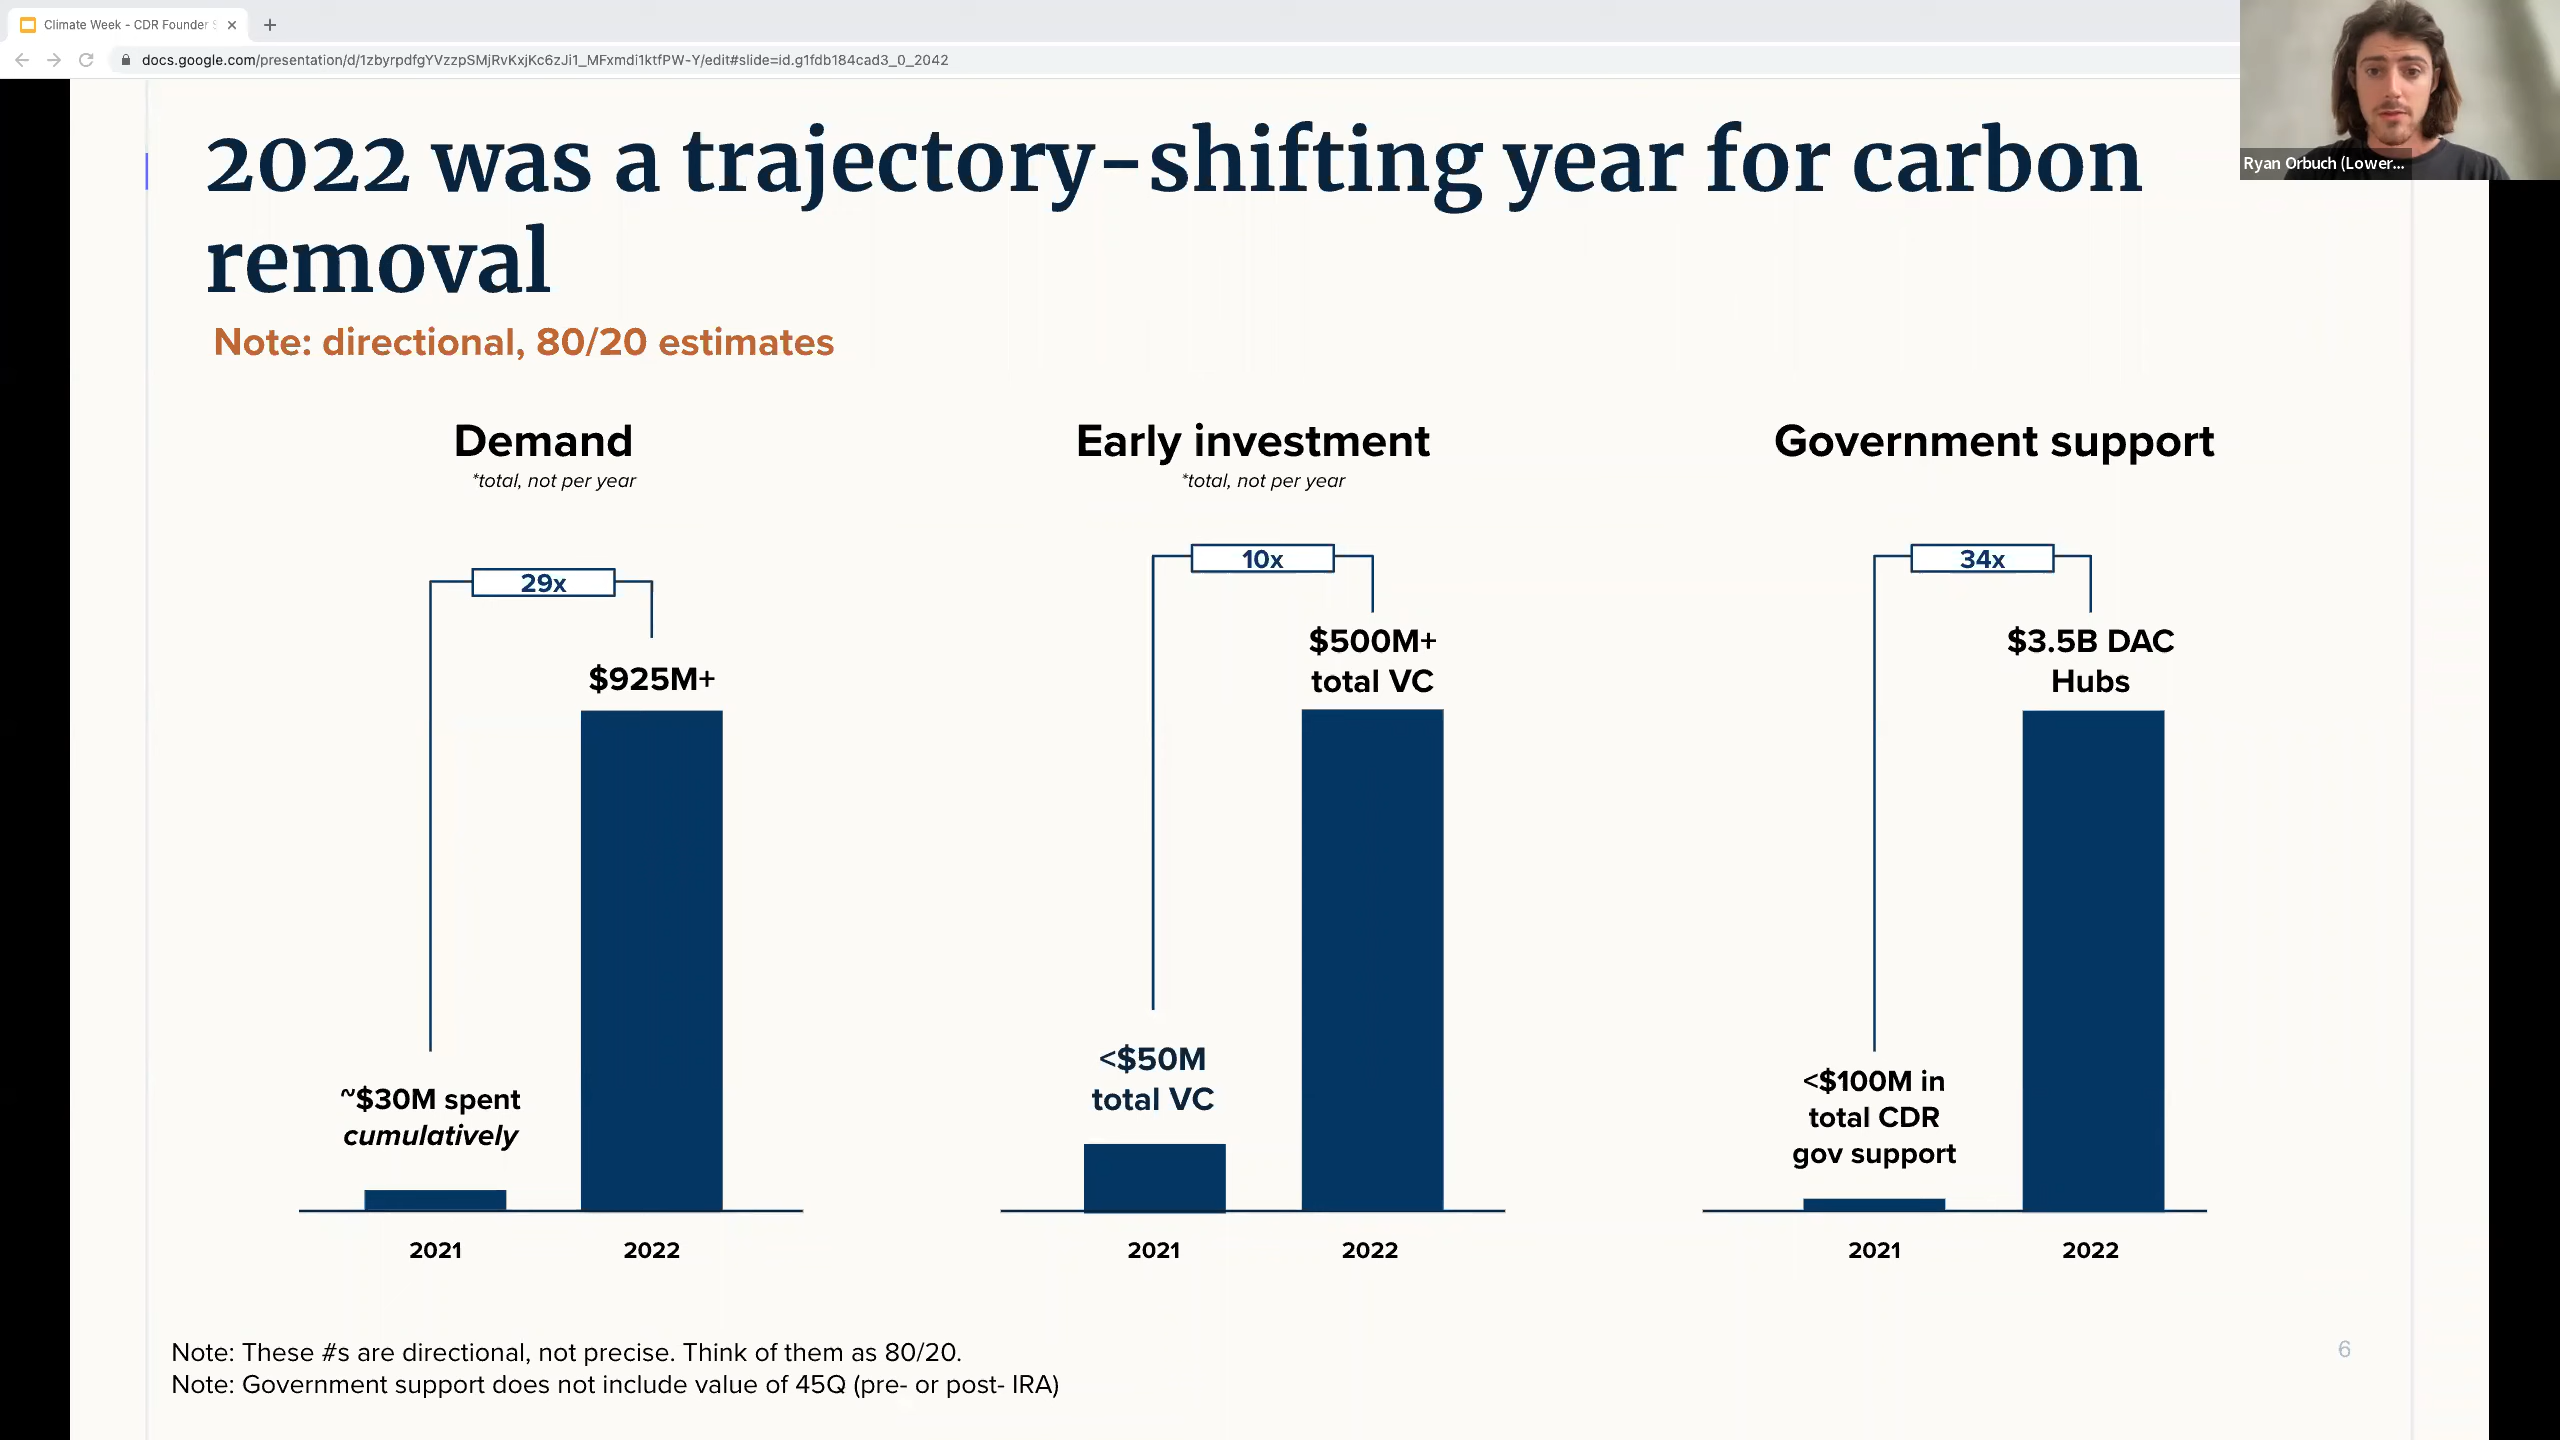 Climate Week - CDR Founder S
docs.google.com/presentation/d/1zbyrpdfgYVzzpSMjRvKxjKc6zJi1_MFxmdi1ktfPW-Y/edit#slide=id.g1fdb184cad3_0_2042
Ryan Orbuch (Lower...
2022 was a trajectory-shifting year for carbon
removal
Note: directional, 80/20 estimates
Demand
*total, not per year
29x
$925M+
~$30M spent
cumulatively
2021
2022
Early investment
*total, not per year
10x
$500M+
total VC
<$50M
total VC
2021
2022
Government support
34x
$3.5B DAC
Hubs
<$100M in
total CDR
gov support
2021
2022
Note: These #s are directional, not precise. Think of them as 80/20.
Note: Government support does not include value of 45Q (pre- or post- IRA)
6